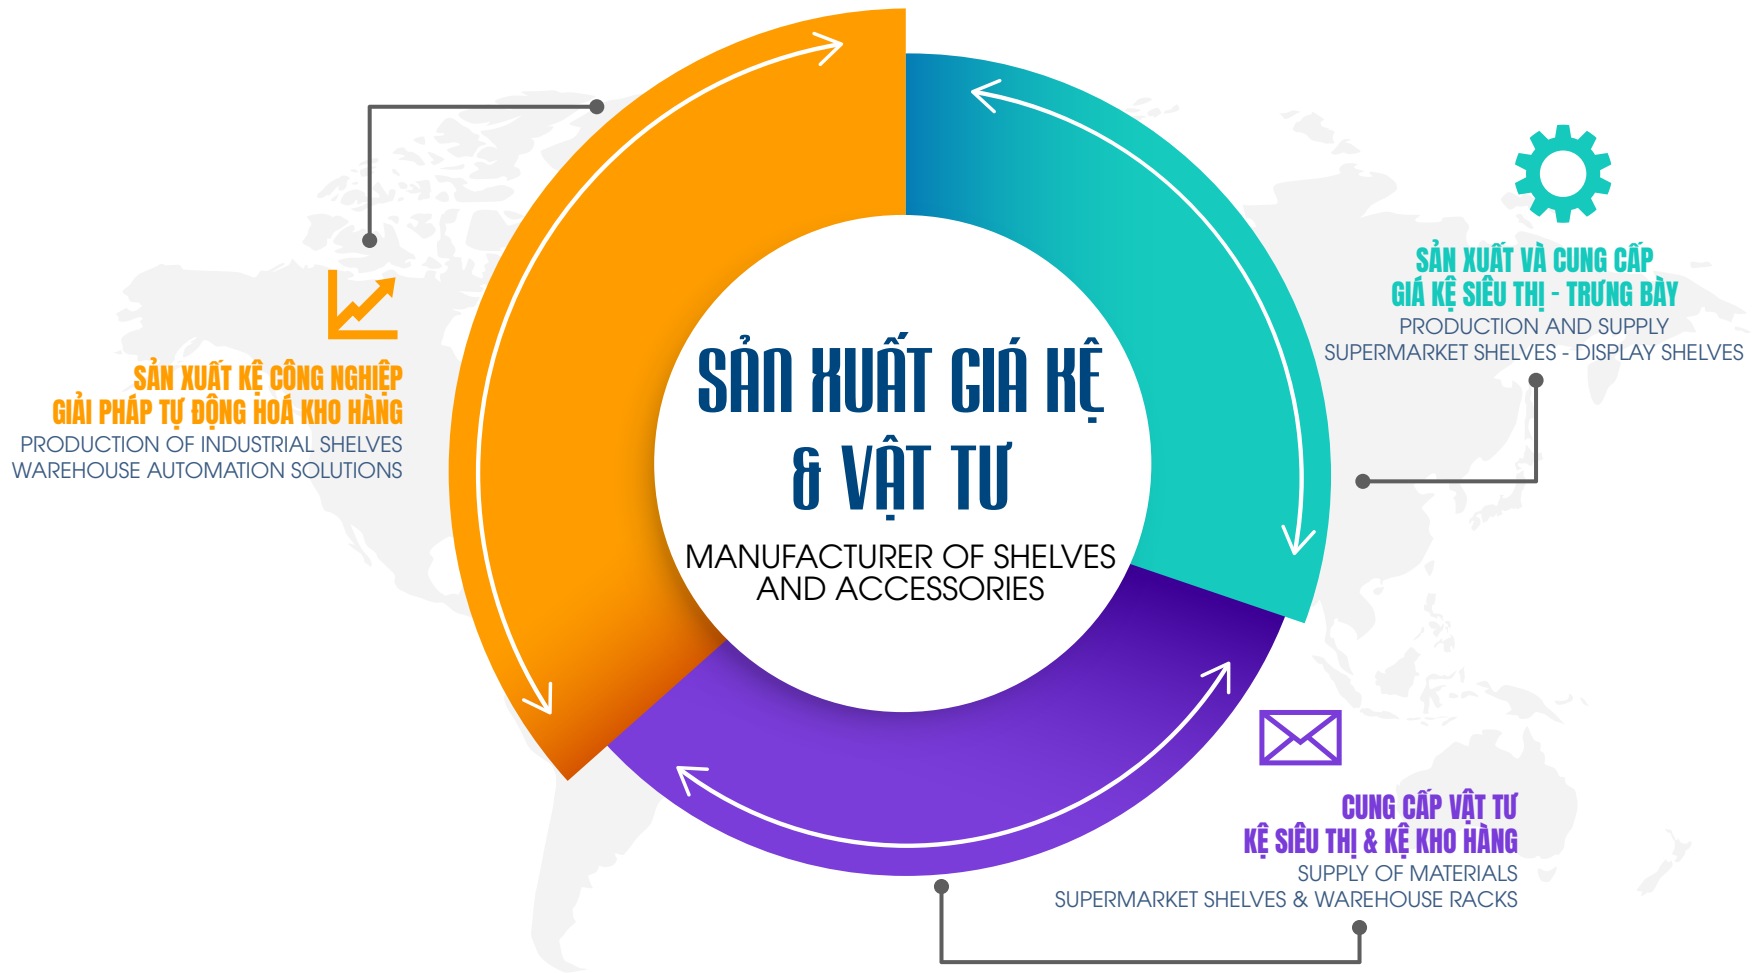 SẢN XUẤT GIÁ KỆ
& VẬT TƯ
MANUFACTURER OF SHELVES
AND ACCESSORIES
SẢN XUẤT KỆ CÔNG NGHIỆP
GIẢI PHÁP TỰ ĐỘNG HOÁ KHO HÀNG
PRODUCTION OF INDUSTRIAL SHELVES
WAREHOUSE AUTOMATION SOLUTIONS
SẢN XUẤT VÀ CUNG CẤP
GIÁ KỆ SIÊU THỊ - TRƯNG BÀY
PRODUCTION AND SUPPLY
SUPERMARKET SHELVES - DISPLAY SHELVES
CUNG CẤP VẬT TƯ
KỆ SIÊU THỊ & KỆ KHO HÀNG
SUPPLY OF MATERIALS
SUPERMARKET SHELVES & WAREHOUSE RACKS